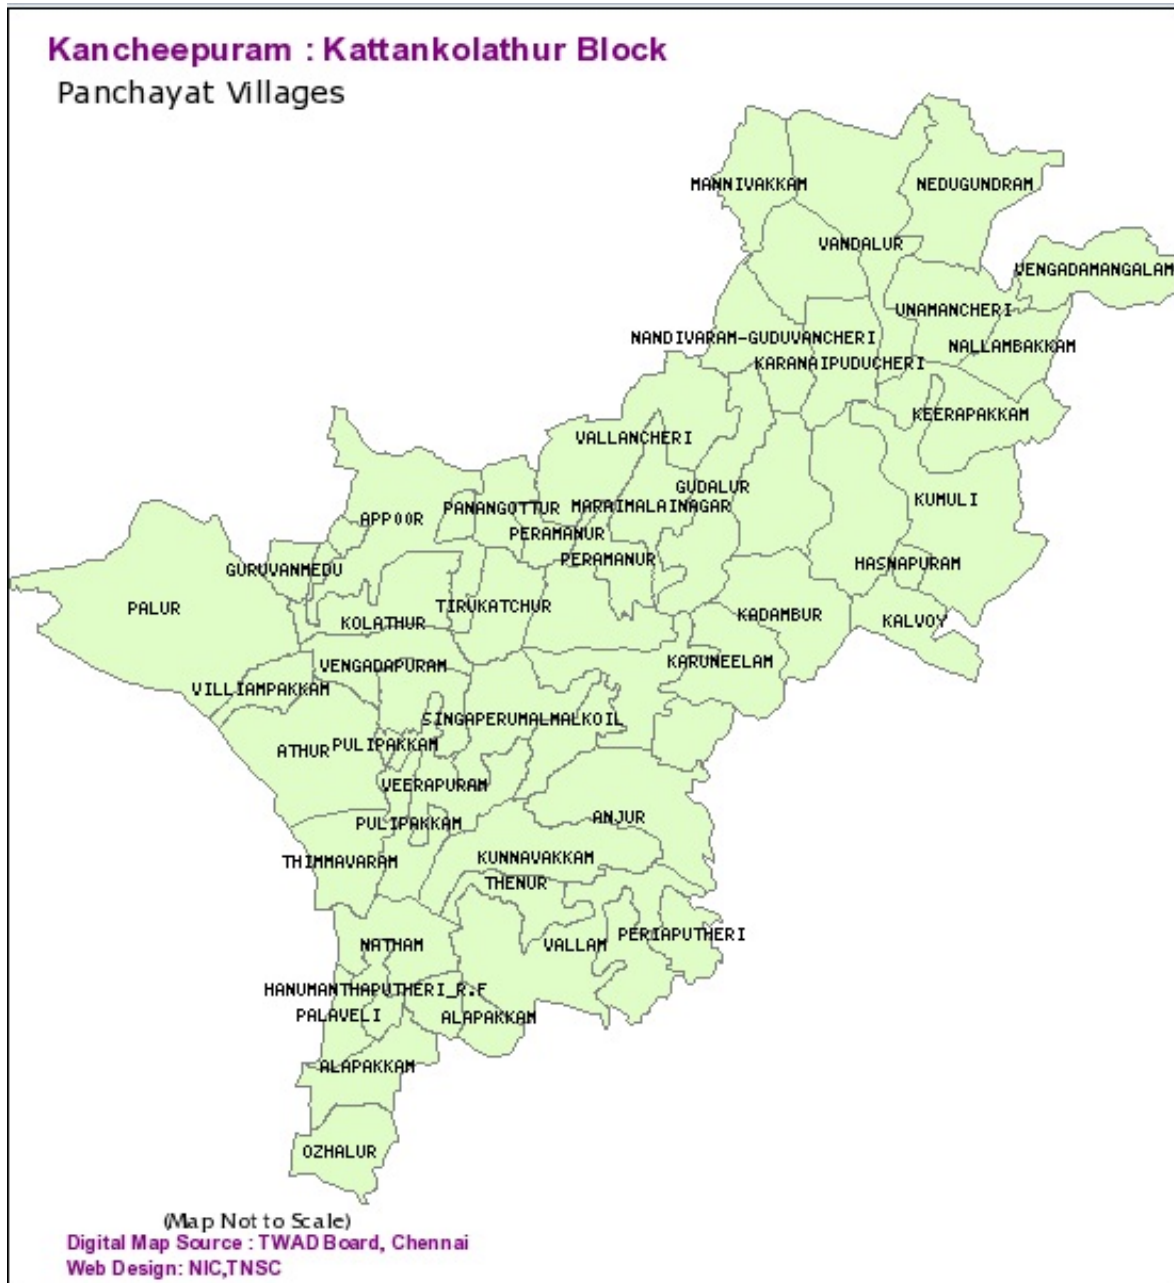 Kancheepuram : Kattankolathur Block
Panchayat Villages
MANNIVAKKAM
NEDUGUNDRAM
VANDALUR
VENGADAMANGALAM
UNAMANCHERI
NANDIVARAM-GUDUVANCHERI
NALLAMBAKKAM
KARANAIPUDUCHERI
KEERAPAKKAM
VALLANCHERI
GUDALUR
KUMULI
PANANGOTTUR
MARAIMALAINAGAR
APPOOR
PERAMANUR
PERAMANUR
HASNAPURAM
GURUVANMEDU
PALUR
TIRUKATCHUR
KADAMBUR
KOLATHUR
KALVOY
VENGADAPURAM
KARUNEELAM
VILLIAMPAKKAM
SINGAPERUMALMALKOIL
ATHUR
PULIPAKKAM
VEERAPURAM
ANJUR
PULIPAKKAM
THIMMAVARAM
KUNNAVAKKAM
THENUR
PERIAPUTHERI
NATHAM
VALLAM
HANUMANTHAPUTHERI_R.F
PALAVELI
ALAPAKKAM
ALAPAKKAM
OZHALUR
(Map Not to Scale)
Digital Map Source : TWAD Board, Chennai
Web Design: NIC,TNSC